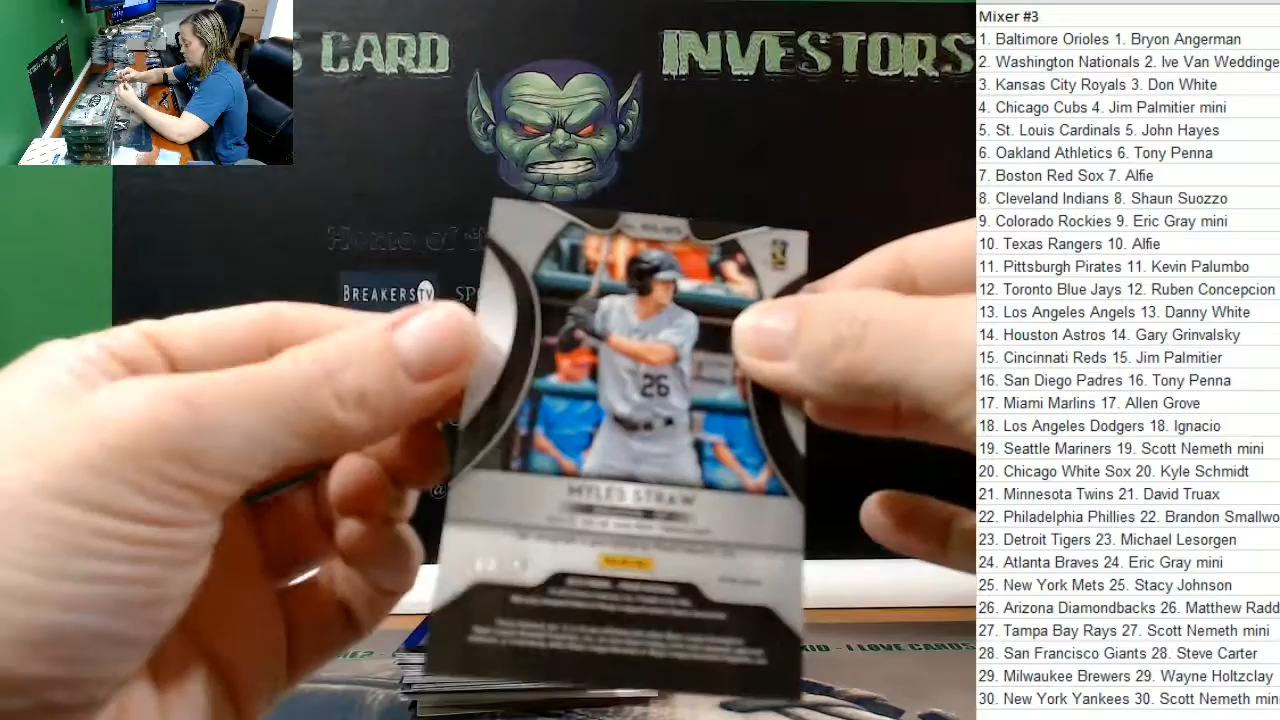 S CARD INVESTORS
Home of t
BREAKERSTV SP
26
MYLES STRAW
PANINI
XIO - I LOVE CARDS
Mixer #3
1. Baltimore Orioles 1. Bryon Angerman
2. Washington Nationals 2. Ive Van Weddinge
3. Kansas City Royals 3. Don White
4. Chicago Cubs 4. Jim Palmitier mini
5. St. Louis Cardinals 5. John Hayes
6. Oakland Athletics 6. Tony Penna
7. Boston Red Sox 7. Alfie
8. Cleveland Indians 8. Shaun Suozzo
9. Colorado Rockies 9. Eric Gray mini
10. Texas Rangers 10. Alfie
11. Pittsburgh Pirates 11. Kevin Palumbo
12. Toronto Blue Jays 12. Ruben Concepcion
13. Los Angeles Angels 13. Danny White
14. Houston Astros 14. Gary Grinvalsky
15. Cincinnati Reds 15. Jim Palmitier
16. San Diego Padres 16. Tony Penna
17. Miami Marlins 17. Allen Grove
18. Los Angeles Dodgers 18. Ignacio
19. Seattle Mariners 19. Scott Nemeth mini
20. Chicago White Sox 20. Kyle Schmidt
21. Minnesota Twins 21. David Truax
22. Philadelphia Phillies 22. Brandon Smallwo
23. Detroit Tigers 23. Michael Lesorgen
24. Atlanta Braves 24. Eric Gray mini
25. New York Mets 25. Stacy Johnson
26. Arizona Diamondbacks 26. Matthew Radd
27. Tampa Bay Rays 27. Scott Nemeth mini
28. San Francisco Giants 28. Steve Carter
29. Milwaukee Brewers 29. Wayne Holtzclay
30. New York Yankees 30. Scott Nemeth min